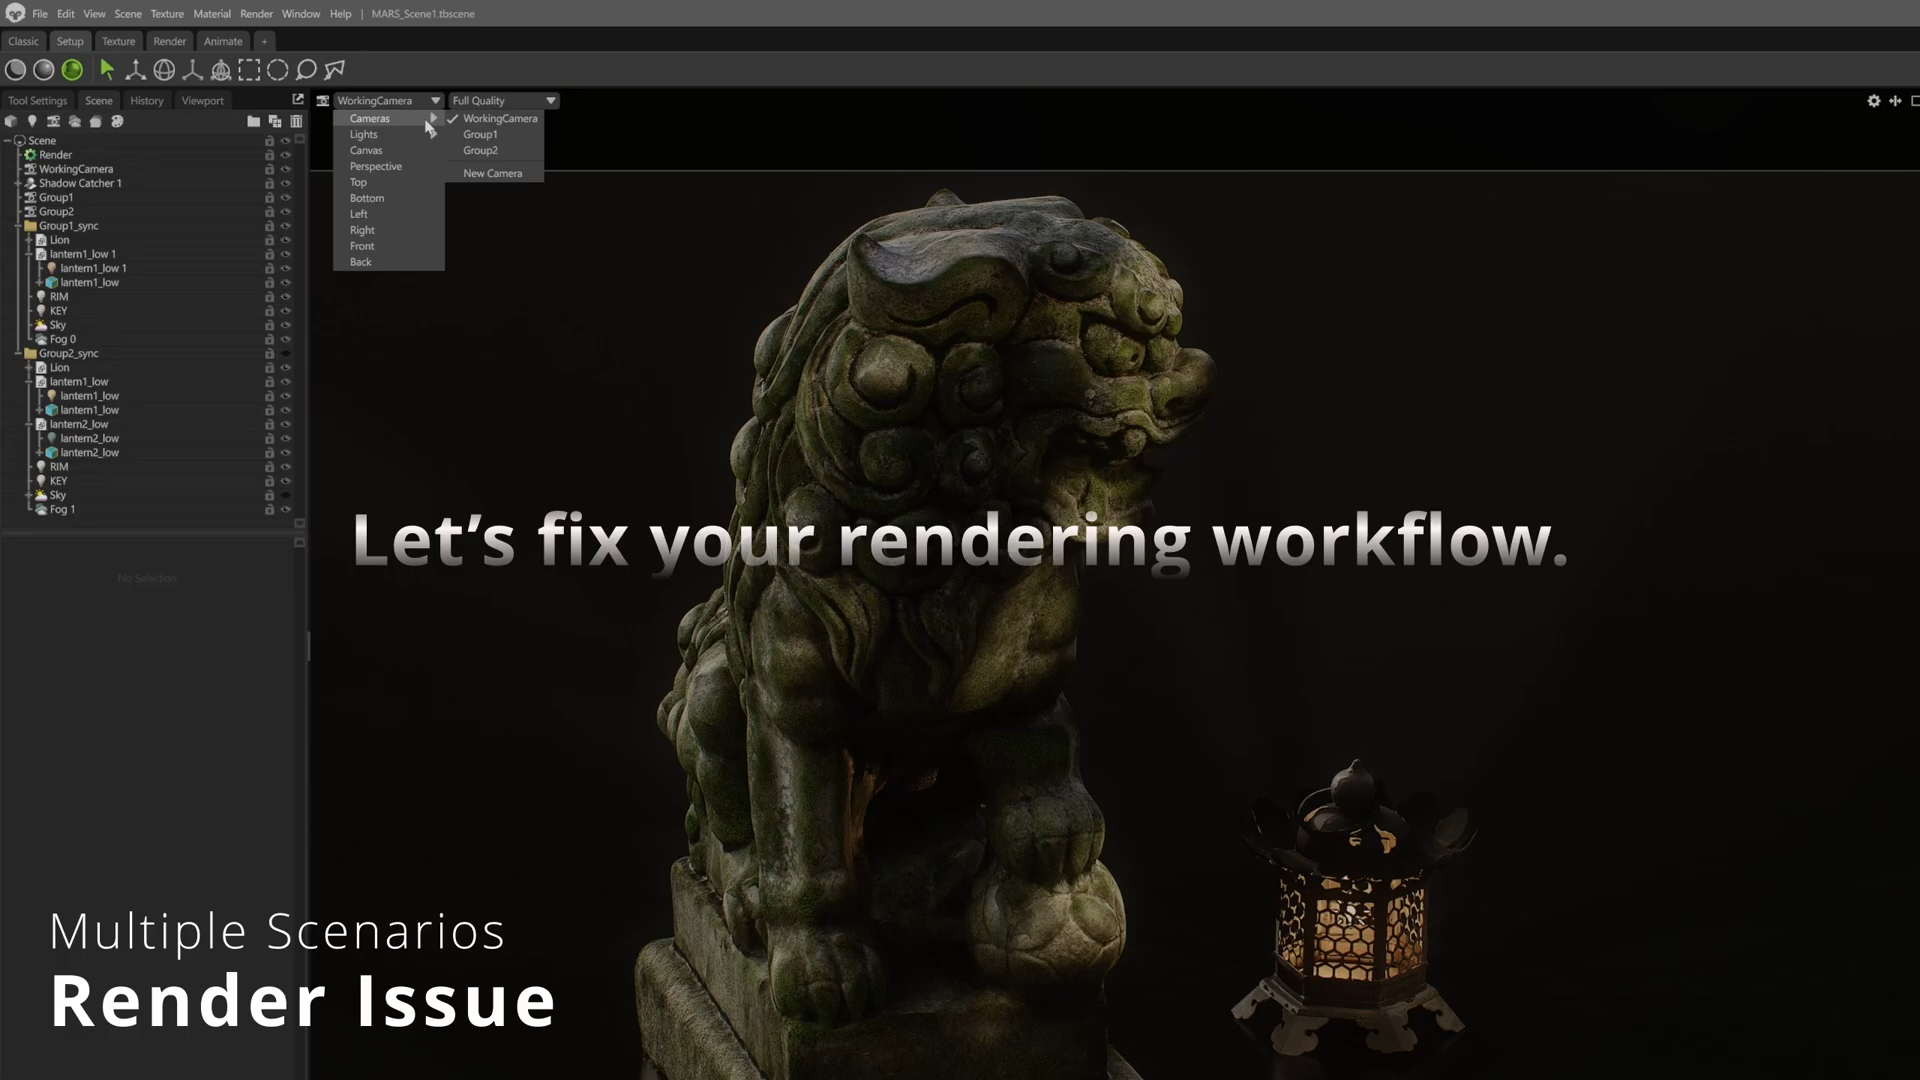 File Edit View Scene Texture Material Render Window Help | MARS_Scene1.tbscene
Classic Setup Texture Render Animate +
Tool Settings Scene History Viewport
WorkingCamera Full Quality
Cameras
Lights
Canvas
Perspective
Top
Bottom
Left
Right
Front
Back
WorkingCamera
Group1
Group2
New Camera
Scene
Render
WorkingCamera
Shadow Catcher 1
Group1
Group2
Group1_sync
Lion
lantern1_low 1
lantern1_low 1
lantern1_low
RIM
KEY
Sky
Fog 0
Group2_sync
Lion
lantern1_low
lantern1_low
lantern1_low
lantern2_low
lantern2_low
lantern2_low
RIM
KEY
Sky
Fog 1
No Selection
Let’s fix your rendering workflow.
Multiple Scenarios
Render Issue